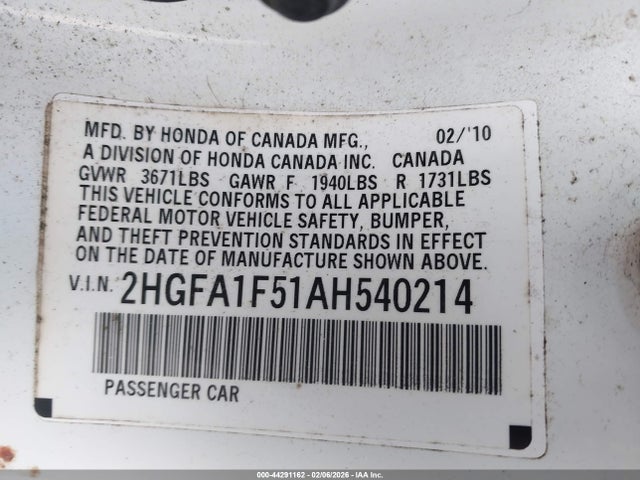 MFD. BY HONDA OF CANADA MFG., 02/'10
A DIVISION OF HONDA CANADA INC. CANADA
GVWR 3671LBS GAWR F 1940LBS R 1731LBS
THIS VEHICLE CONFORMS TO ALL APPLICABLE
FEDERAL MOTOR VEHICLE SAFETY, BUMPER,
AND THEFT PREVENTION STANDARDS IN EFFECT
ON THE DATE OF MANUFACTURE SHOWN ABOVE.
V.I.N. 2HGFA1F51AH540214
PASSENGER CAR
000-44291162 - 02/06/2026 - IAA Inc.